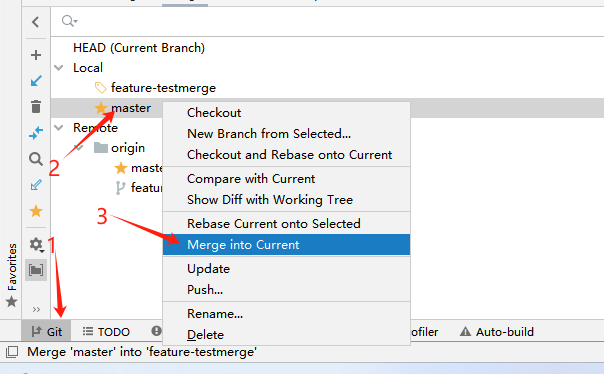 HEAD (Current Branch)
Local
feature-testmerge
master
Remote
origin
maste
feature
Checkout
New Branch from Selected...
Checkout and Rebase onto Current
Compare with Current
Show Diff with Working Tree
Rebase Current onto Selected
Merge into Current
Update
Push...
Rename...
Delete
2
3
1
Favorites
Git
TODO
ofiler
Auto-build
Merge 'master' into 'feature-testmerge'